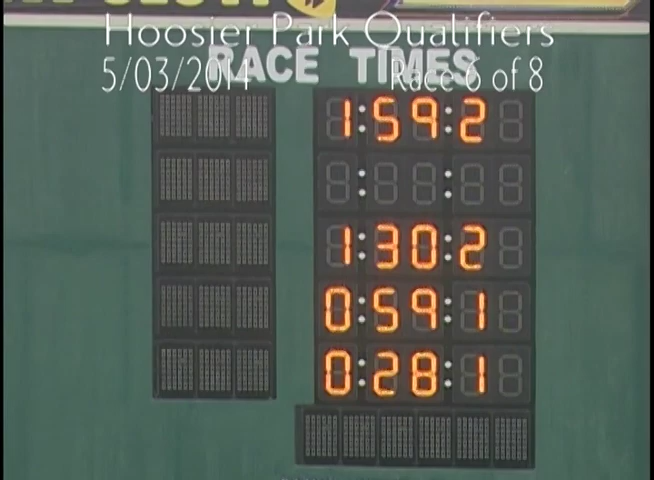 Hoosier Park Qualifiers
RACE TIMES
5/03/2014 Race 6 of 8
1:59:2
1:30:2
0:59:1
0:28:1